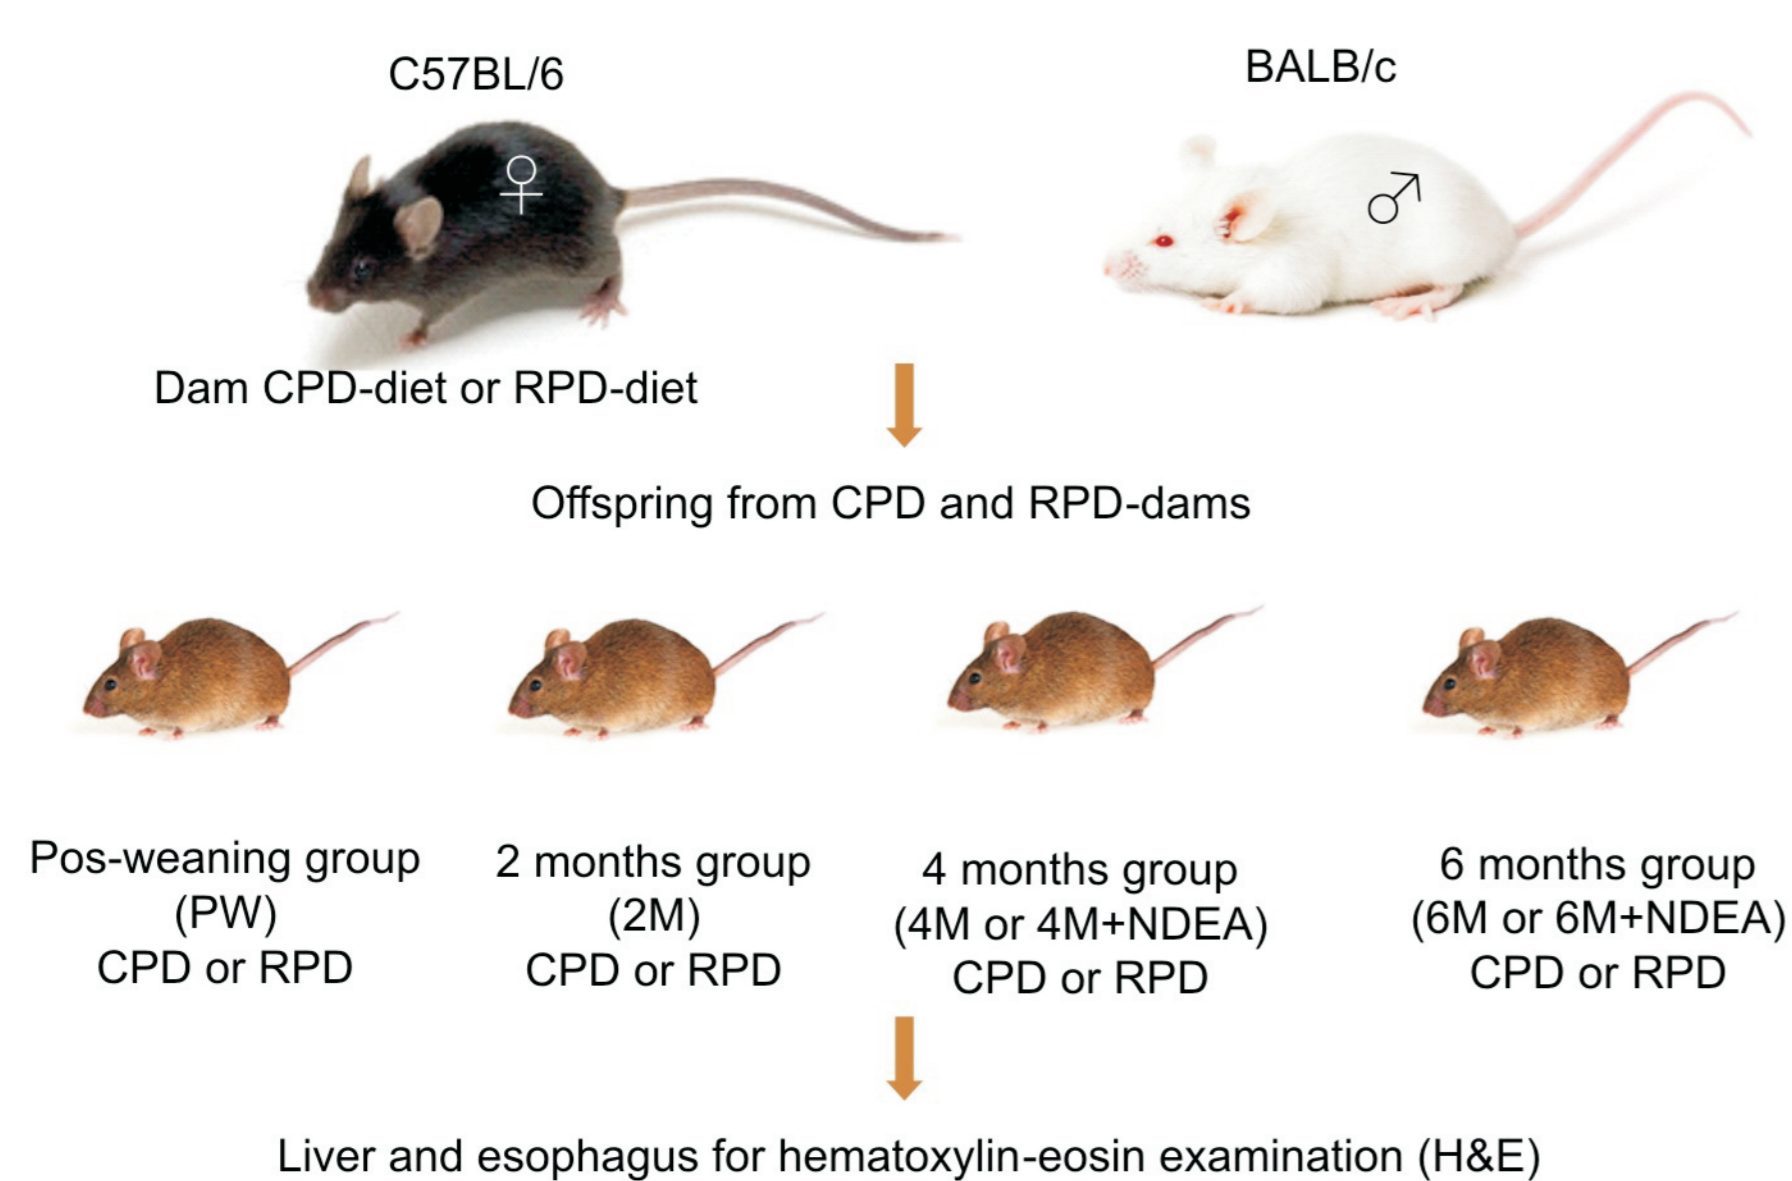 C57BL/6
BALB/c
♀
♂
Dam CPD-diet or RPD-diet
Offspring from CPD and RPD-dams
Pos-weaning group
(PW)
CPD or RPD
2 months group
(2M)
CPD or RPD
4 months group
(4M or 4M+NDEA)
CPD or RPD
6 months group
(6M or 6M+NDEA)
CPD or RPD
Liver and esophagus for hematoxylin-eosin examination (H&E)